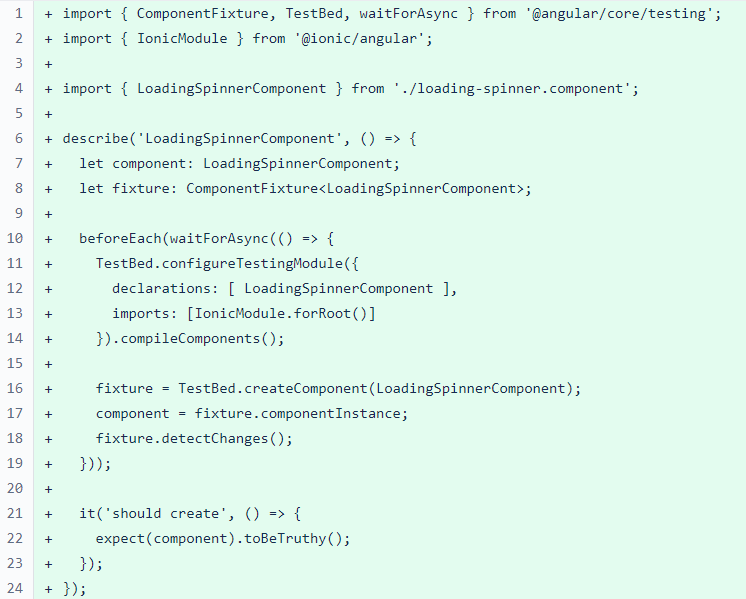 1 + import { ComponentFixture, TestBed, waitForAsync } from '@angular/core/testing';
2 + import { IonicModule } from '@ionic/angular';
3 +
4 + import { LoadingSpinnerComponent } from './loading-spinner.component';
5 +
6 + describe('LoadingSpinnerComponent', () => {
7 +   let component: LoadingSpinnerComponent;
8 +   let fixture: ComponentFixture<LoadingSpinnerComponent>;
9 +
10 +   beforeEach(waitForAsync(() => {
11 +     TestBed.configureTestingModule({
12 +       declarations: [ LoadingSpinnerComponent ],
13 +       imports: [IonicModule.forRoot()]
14 +     }).compileComponents();
15 +
16 +     fixture = TestBed.createComponent(LoadingSpinnerComponent);
17 +     component = fixture.componentInstance;
18 +     fixture.detectChanges();
19 +   }));
20 +
21 +   it('should create', () => {
22 +     expect(component).toBeTruthy();
23 +   });
24 + });